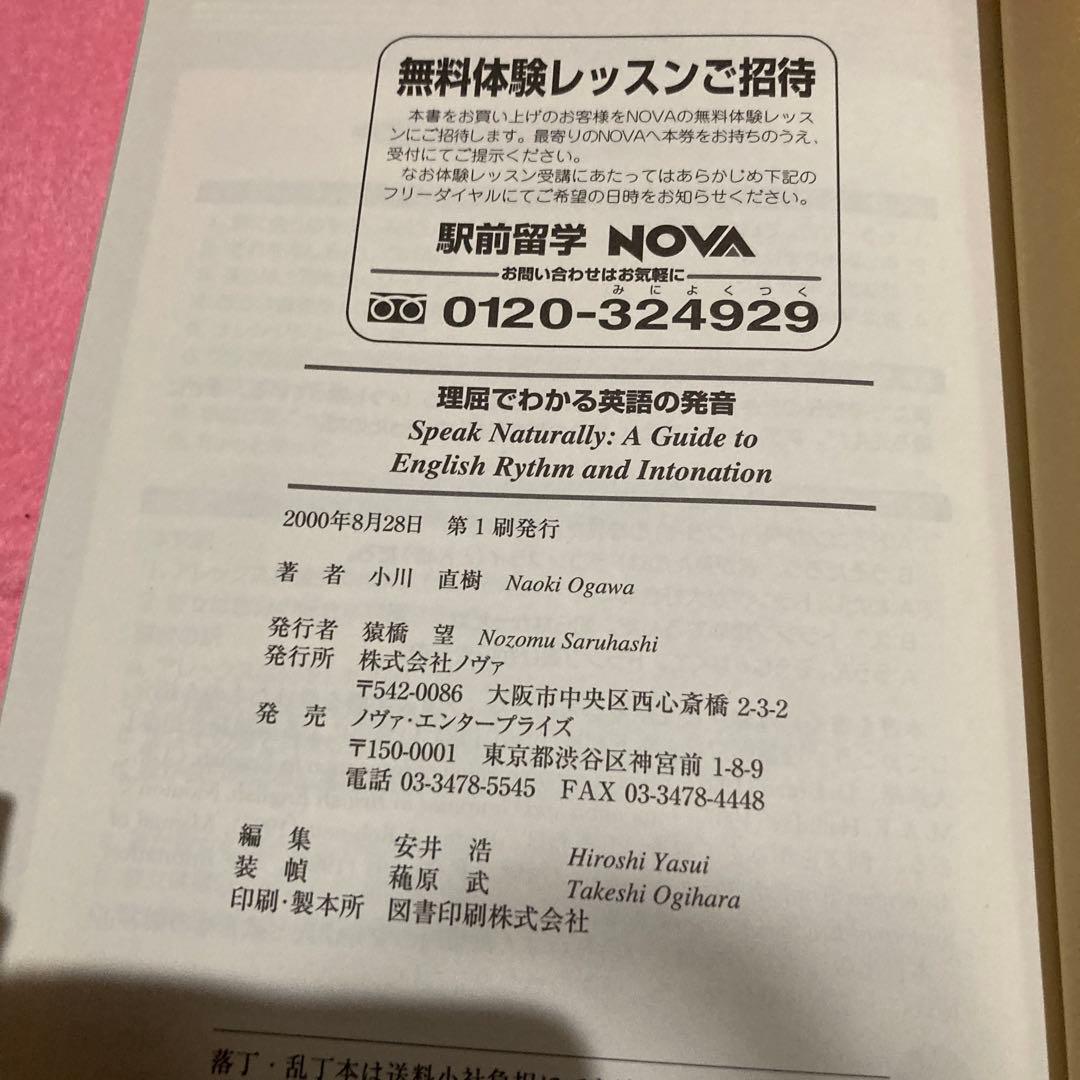 無料体験レッスンご招待
本書をお買い上げのお客様をNOVAの無料体験レッス
ンにご招待します。最寄りのNOVAへ本券をお持ちのうえ、
受付にてご提示ください。
なお体験レッスン受講にあたってはあらかじめ下記の
フリーダイヤルにてご希望の日時をお知らせください。
駅前留学 NOVA
お問い合わせはお気軽に
みによくつく
0120-324929
理屈でわかる英語の発音
Speak Naturally: A Guide to
English Rythm and Intonation
2000年8月28日 第1刷発行
著 者 小川 直樹 Naoki Ogawa
発行者 猿橋 望 Nozomu Saruhashi
発行所 株式会社ノヴァ
〒542-0086 大阪市中央区西心斎橋 2-3-2
発 売 ノヴァ・エンタープライズ
〒150-0001 東京都渋谷区神宮前 1-8-9
電話 03-3478-5545 FAX 03-3478-4448
編 集 安井 浩 Hiroshi Yasui
装 幀 蘒原 武 Takeshi Ogihara
印刷・製本所 図書印刷株式会社
落丁・乱丁本は送料小社負担